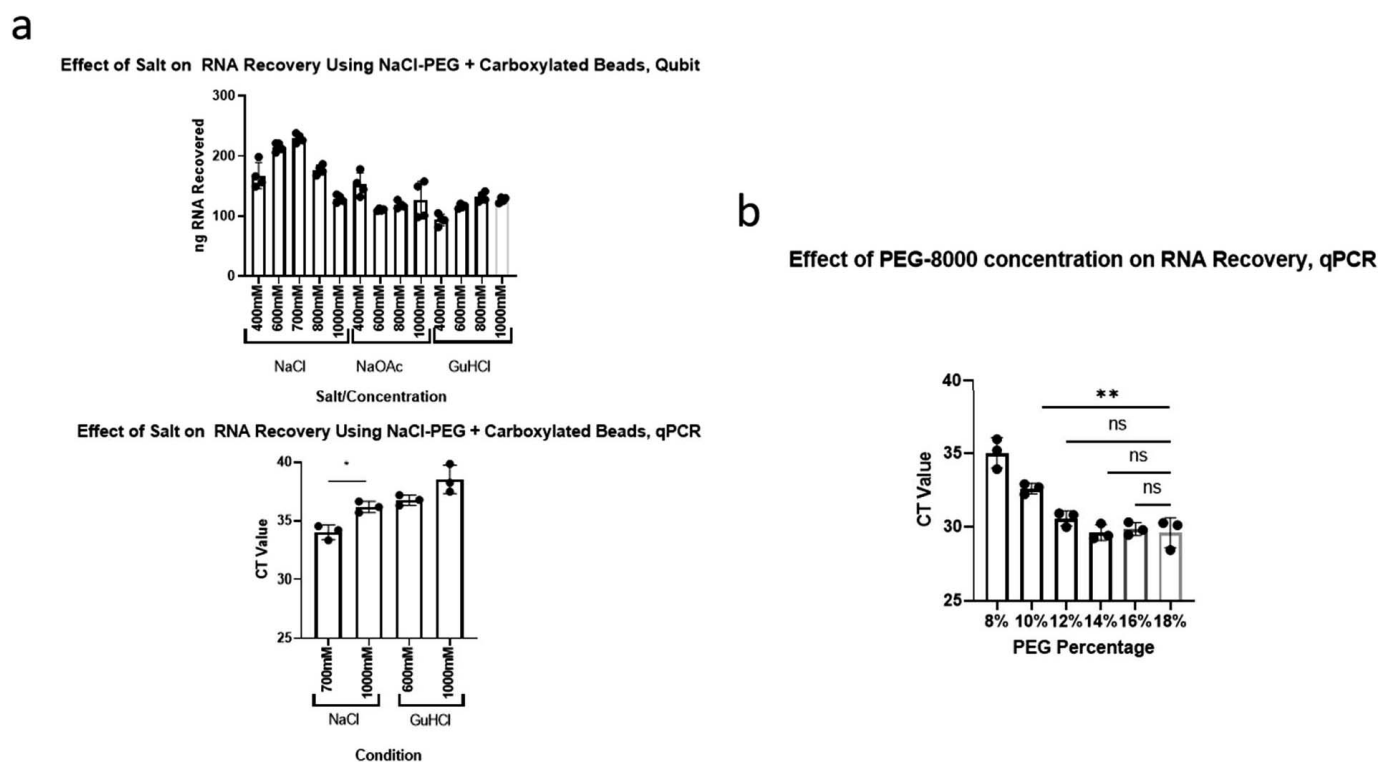 a
Effect of Salt on RNA Recovery Using NaCl-PEG + Carboxylated Beads, Qubit
ng RNA Recovered
300
200
100
0
400mM 600mM 700mM 800mM 1000mM 400mM 600mM 800mM 1000mM 400mM 600mM 800mM 1000mM
NaCl NaOAc GuHCl
Salt/Concentration
Effect of Salt on RNA Recovery Using NaCl-PEG + Carboxylated Beads, qPCR
CT Value
40
35
30
25
*
700mM 1000mM 600mM 1000mM
NaCl GuHCl
Condition
b
Effect of PEG-8000 concentration on RNA Recovery, qPCR
CT Value
40
35
30
25
**
ns
ns
ns
8% 10% 12% 14% 16% 18%
PEG Percentage